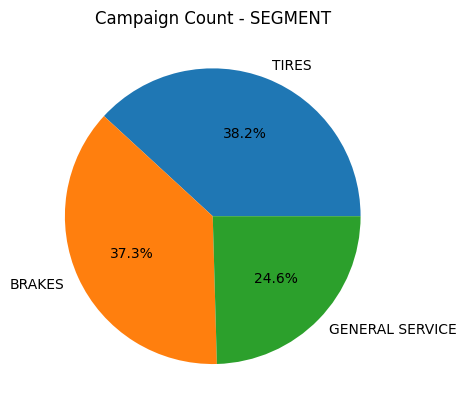 Campaign Count - SEGMENT
TIRES
38.2%
37.3%
BRAKES
24.6%
GENERAL SERVICE